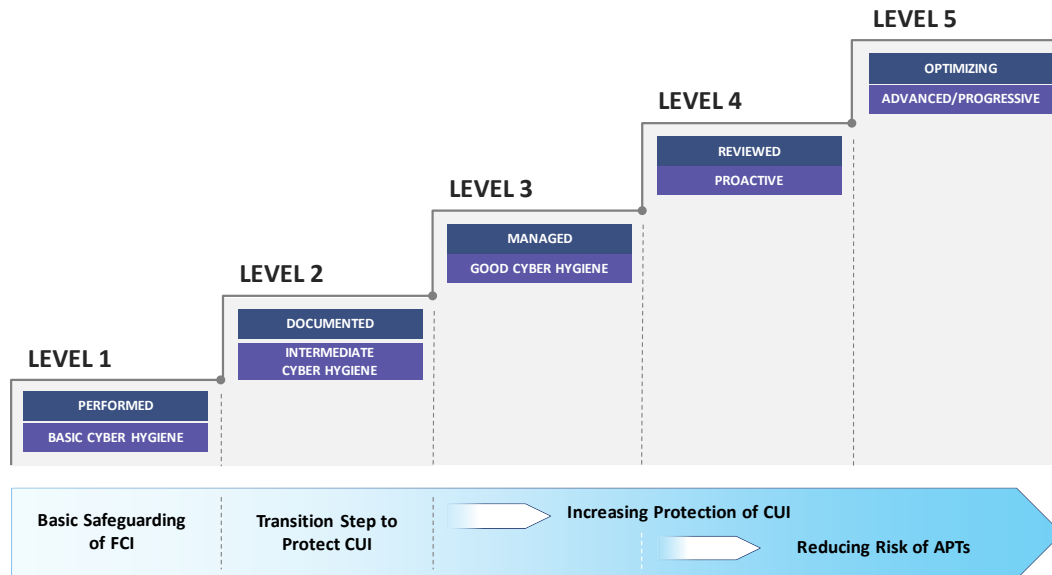 LEVEL 5
OPTIMIZING
ADVANCED/PROGRESSIVE
LEVEL 4
REVIEWED
PROACTIVE
LEVEL 3
MANAGED
GOOD CYBER HYGIENE
LEVEL 2
DOCUMENTED
INTERMEDIATE
CYBER HYGIENE
LEVEL 1
PERFORMED
BASIC CYBER HYGIENE
Basic Safeguarding
of FCI
Transition Step to
Protect CUI
Increasing Protection of CUI
Reducing Risk of APTs